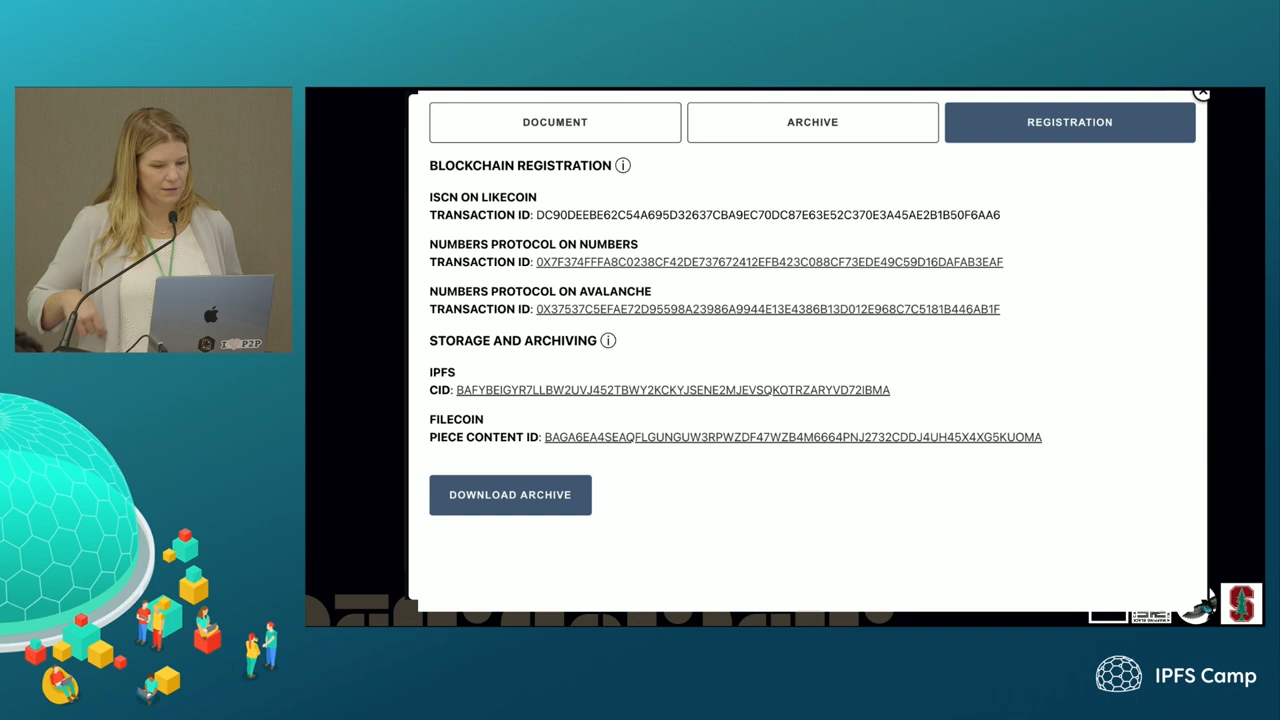 DOCUMENT
ARCHIVE
REGISTRATION
BLOCKCHAIN REGISTRATION
ISCN ON LIKECOIN
TRANSACTION ID: DC90DEEBE62C54A695D32637CBA9EC70DC87E63E52C370E3A45AE2B1B50F6AA6
NUMBERS PROTOCOL ON NUMBERS
TRANSACTION ID: 0X7F374FFFA8C0238CF42DE737672412EFB423C088CF73EDE49C59D16DAFAB3EAF
NUMBERS PROTOCOL ON AVALANCHE
TRANSACTION ID: 0X37537C5EFAE72D95598A23986A9944E13E4386B13D012E968C7C5181B446AB1F
STORAGE AND ARCHIVING
IPFS
CID: BAFYBEIGYR7LLBW2UVJ452TBWY2KCKYJSENE2MJEVSQKOTRZARYVD72IBMA
FILECOIN
PIECE CONTENT ID: BAGA6EA4SEAQFLGUNGUW3RPWZDF47WZB4M6664PNJ2732CDDJ4UH45X4XG5KUOMA
DOWNLOAD ARCHIVE
I P2P
IPFS Camp